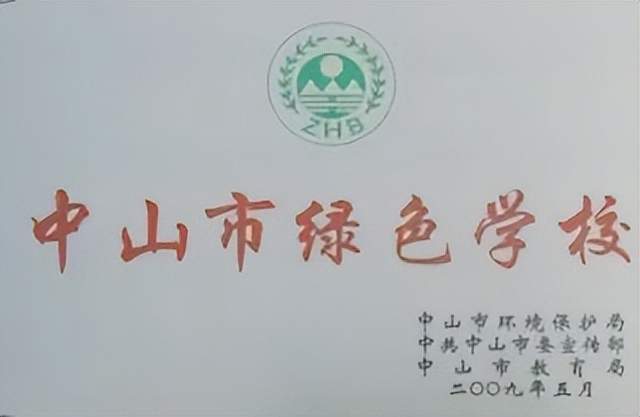 ZHB
中山市绿色学校
中山市环境保护局
中共中山市委宣传部
中山市教育局
二〇〇九年五月